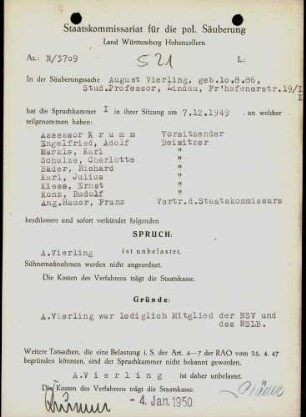 Staatskommissariat für die pol. Säuberung
Land Württemberg Hohenzollern
Az.: N/3709 521 L:
In der Säuberungssache August Vierling, geb.10.8.86,
Stud.Professor, Lindau, Fr'hafenerstr.19/I
I
hat die Spruchkammer I in ihrer Sitzung am 7.12.1949 , an welcher
teilgenommen haben:
Assessor K r u m m Vorsitzender
Engelfried, Adolf Beisitzer
Märkle, Karl "
Schulze, Charlotte "
Bäder, Richard "
Karl, Julius "
Kless, Ernst "
Konz, Rudolf "
Ang.Hauer, Franz Vertr.d.Staatskommissars
beschlossen und sofort verkündet folgenden
SPRUCH:
A.Vierling
ist unbelastet.
Sühnemaßnahmen werden nicht angeordnet.
Die Kosten des Verfahrens trägt die Staatskasse.
Gründe:
A.Vierling war lediglich Mitglied der NSV und
des NSLB.
Weitere Tatsachen, die eine Belastung i. S. der Art. 4—7 der RAO vom 25. 4. 47
begründen könnten, sind der Spruchkammer nicht bekannt geworden.
A.Vierling ist daher unbelastet.
Die Kosten des Verfahrens trägt die Staatskasse.
- 4. Jan. 1950